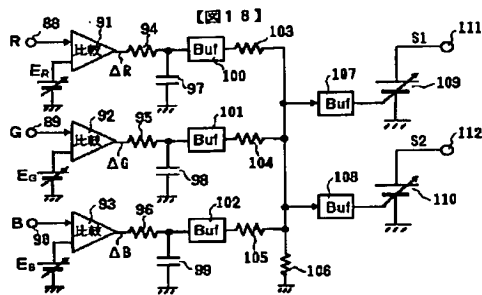 【図18】
R 88 91 94 103 111
比較 ΔR Buf S1
E_R 97 100 107 109
Buf
G 89 92 95 101
比較 ΔG Buf 104 S2 112
E_G 98 108
Buf 110
B 90 93 96 102
比較 ΔB Buf 105
E_B 99 106